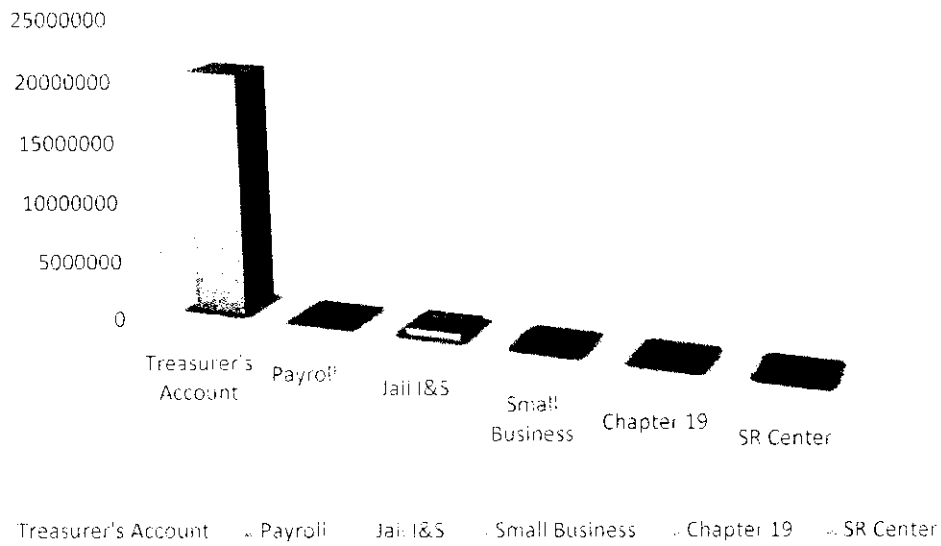 25000000
20000000
15000000
10000000
5000000
0
Treasurer's
Account
Payroll
Jail I&S
Small
Business
Chapter 19
SR Center
Treasurer's Account Payroll Jail I&S Small Business Chapter 19 SR Center